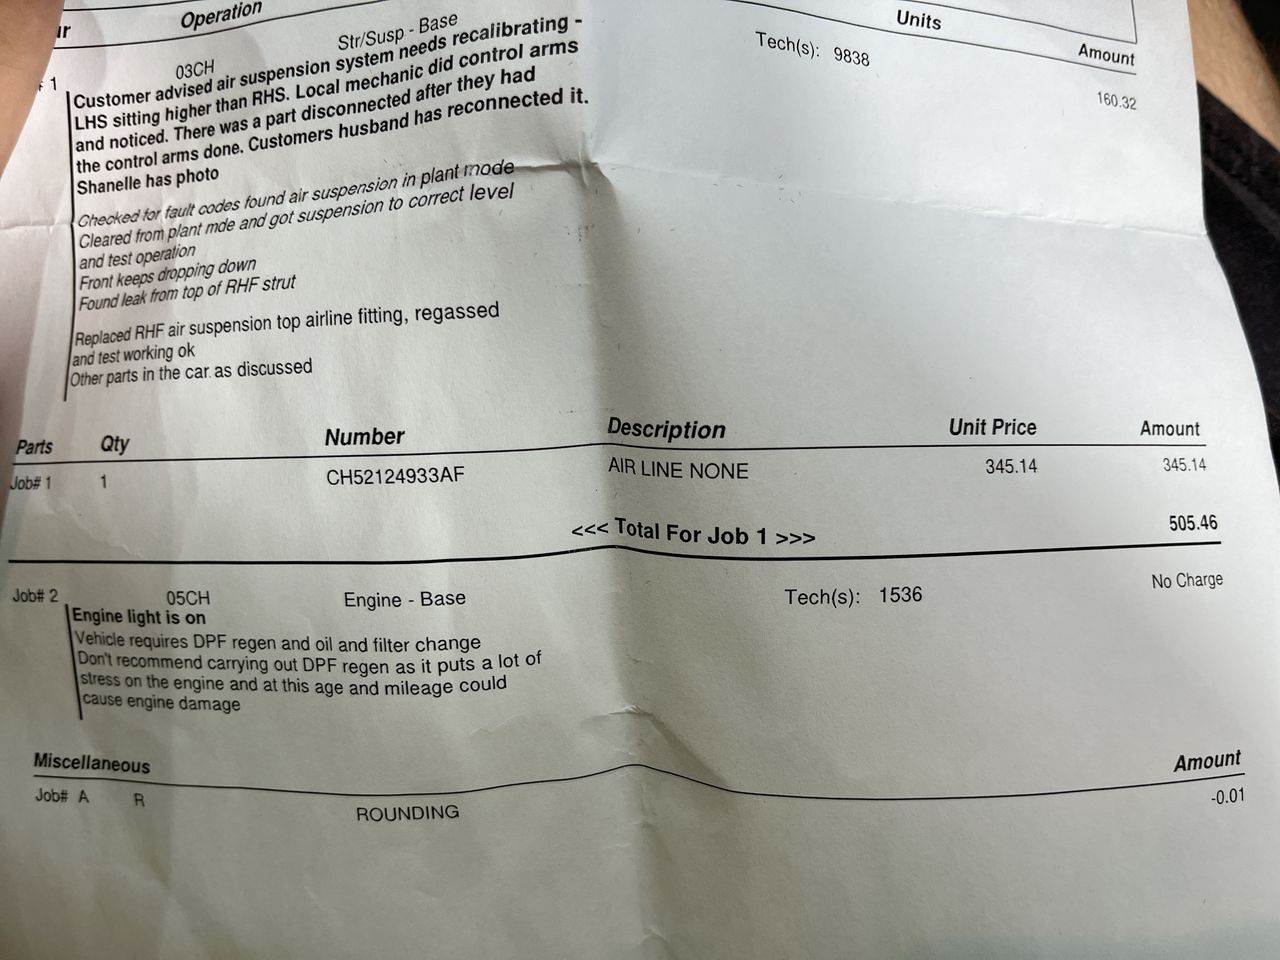 Operation
Units
Amount
# 1
03CH
Str/Susp - Base
Tech(s): 9838
160.32
Customer advised air suspension system needs recalibrating -
LHS sitting higher than RHS. Local mechanic did control arms
and noticed. There was a part disconnected after they had
the control arms done. Customers husband has reconnected it.
Shanelle has photo
Checked for fault codes found air suspension in plant mode
Cleared from plant mde and got suspension to correct level
and test operation
Front keeps dropping down
Found leak from top of RHF strut
Replaced RHF air suspension top airline fitting, regassed
and test working ok
Other parts in the car as discussed
Parts Qty Number Description Unit Price Amount
Job# 1 1 CH52124933AF AIR LINE NONE 345.14 345.14
<<< Total For Job 1 >>> 505.46
Job# 2 05CH Engine - Base Tech(s): 1536 No Charge
Engine light is on
Vehicle requires DPF regen and oil and filter change
Don't recommend carrying out DPF regen as it puts a lot of
stress on the engine and at this age and mileage could
cause engine damage
Miscellaneous Amount
Job# A R ROUNDING -0.01